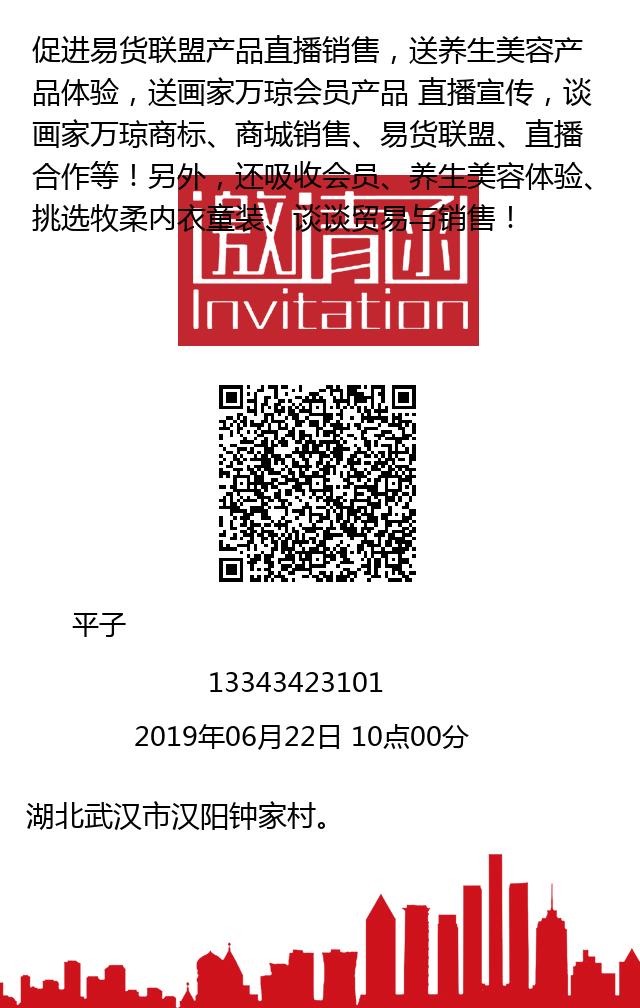 促进易货联盟产品直播销售，送养生美容产
品体验，送画家万琼会员产品 直播宣传，谈
画家万琼商标、商城销售、易货联盟、直播
合作等！另外，还吸收会员、养生美容体验、
挑选牧柔内衣童装、谈谈贸易与销售！
邀请函
Invitation
平子
13343423101
2019年06月22日 10点00分
湖北武汉市汉阳钟家村。